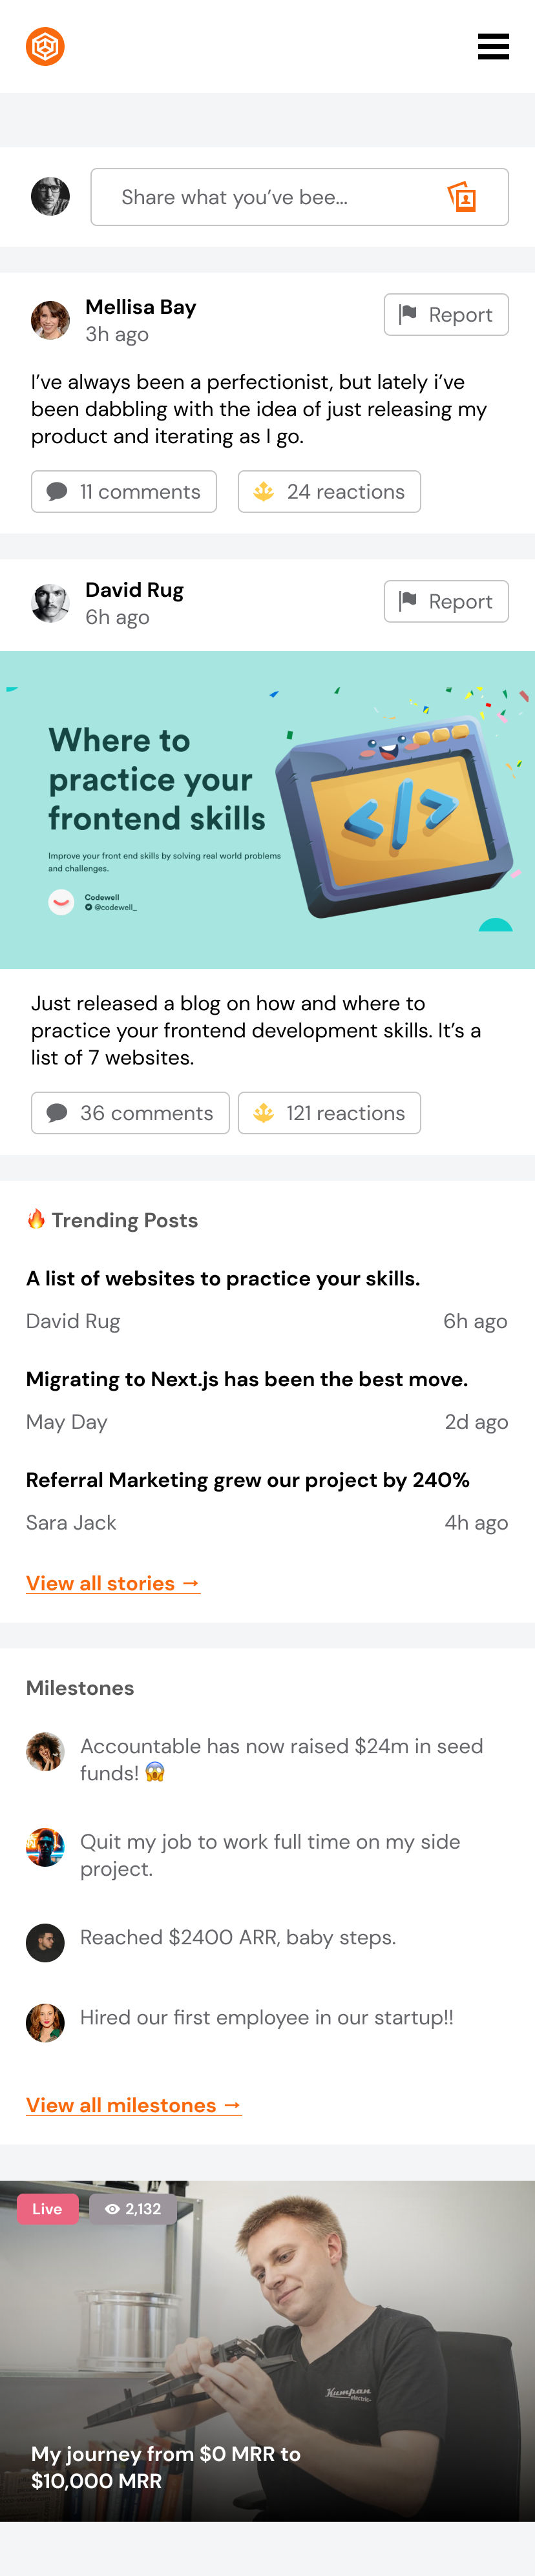 Share what you've bee...
Mellisa Bay
3h ago
Report
I've always been a perfectionist, but lately i've
been dabbling with the idea of just releasing my
product and iterating as I go.
11 comments
24 reactions
David Rug
6h ago
Report
Where to
practice your
frontend skills
Improve your front end skills by solving real world problems
and challenges.
Codewell
@codewell_
</>
Just released a blog on how and where to
practice your frontend development skills. It's a
list of 7 websites.
36 comments
121 reactions
🔥 Trending Posts
A list of websites to practice your skills.
David Rug
6h ago
Migrating to Next.js has been the best move.
May Day
2d ago
Referral Marketing grew our project by 240%
Sara Jack
4h ago
View all stories →
Milestones
Accountable has now raised $24m in seed
funds! 😱
Quit my job to work full time on my side
project.
Reached $2400 ARR, baby steps.
Hired our first employee in our startup!!
View all milestones →
Live
2,132
Kumpan
electric
My journey from $0 MRR to
$10,000 MRR